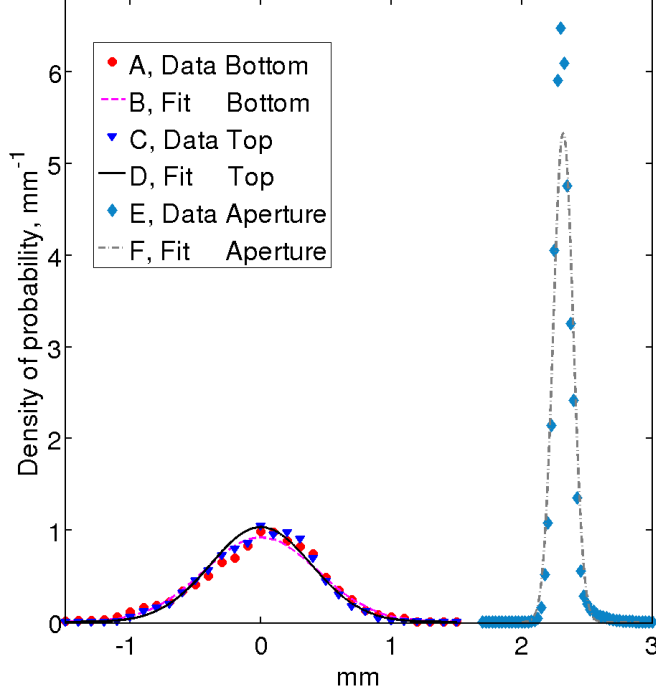 6
5
4
3
2
1
0
Density of probability, mm-1
A, Data Bottom
B, Fit Bottom
C, Data Top
D, Fit Top
E, Data Aperture
F, Fit Aperture
-1 0 1 2 3
mm